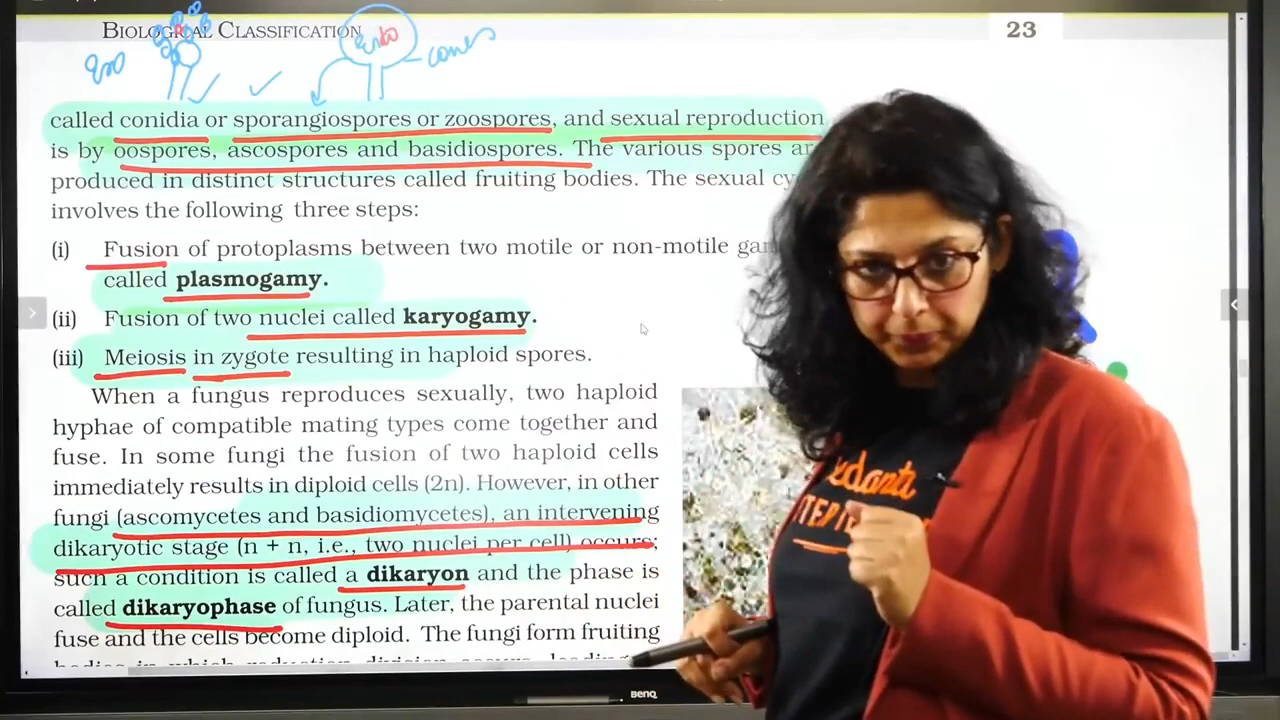 BIOLOGICAL CLASSIFICATION
23
Exo
Endo
called conidia or sporangiospores or zoospores, and sexual reproduction
is by oospores, ascospores and basidiospores. The various spores
produced in distinct structures called fruiting bodies. The sexual
involves the following three steps:
(i) Fusion of protoplasms between two motile or non-motile
called plasmogamy.
(ii) Fusion of two nuclei called karyogamy.
(iii) Meiosis in zygote resulting in haploid spores.
When a fungus reproduces sexually, two haploid
hyphae of compatible mating types come together and
fuse. In some fungi the fusion of two haploid cells
immediately results in diploid cells (2n). However, in other
fungi (ascomycetes and basidiomycetes), an intervening
dikaryotic stage (n + n, i.e., two nuclei per cell) occurs;
such a condition is called a dikaryon and the phase is
called dikaryophase of fungus. Later, the parental nuclei
fuse and the cells become diploid. The fungi form fruiting
BENQ